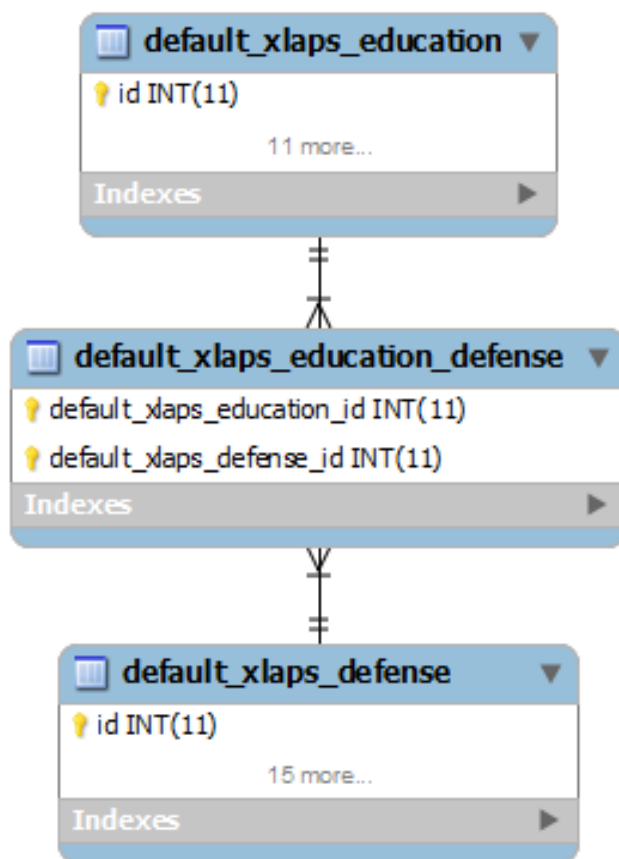 default_xlaps_education
id INT(11)
11 more...
Indexes
default_xlaps_education_defense
default_xlaps_education_id INT(11)
default_xlaps_defense_id INT(11)
Indexes
default_xlaps_defense
id INT(11)
15 more...
Indexes